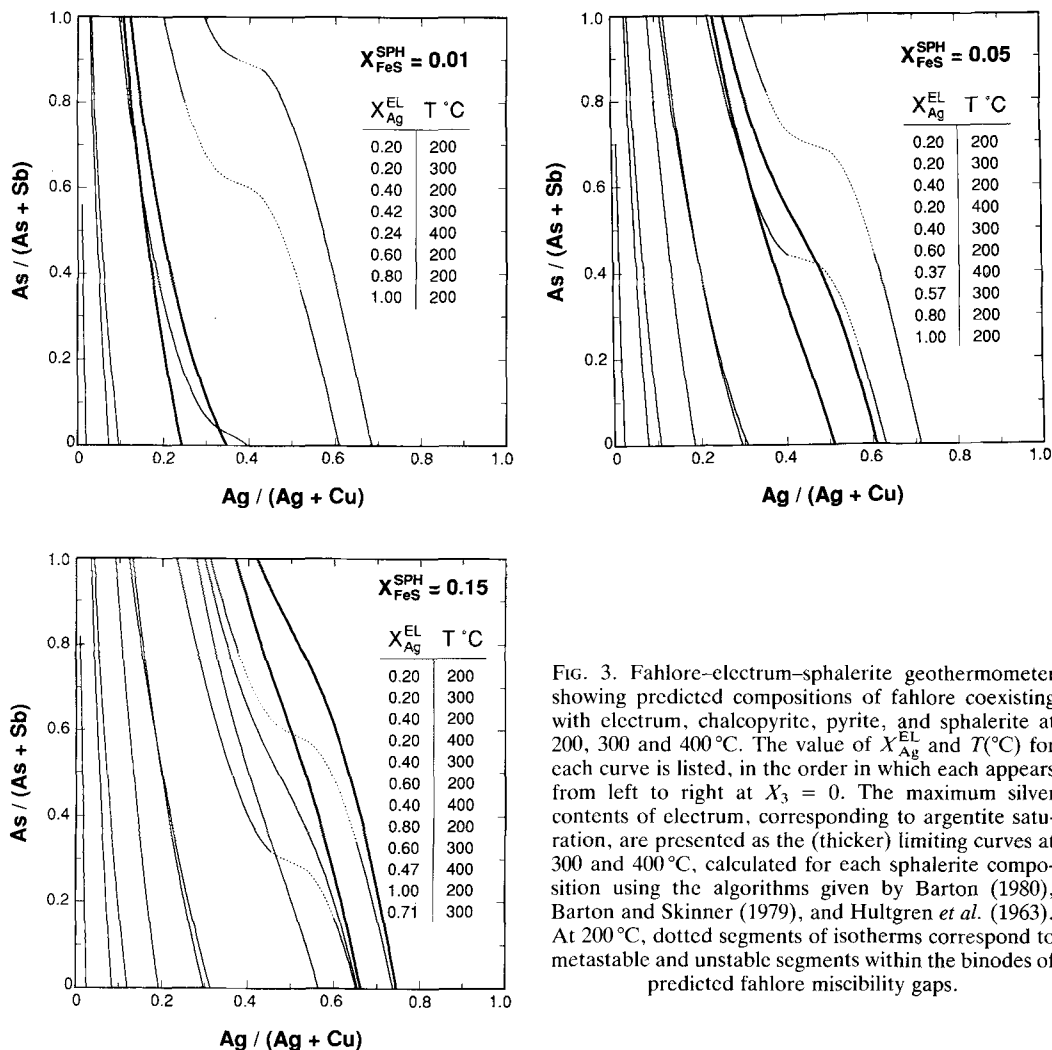 1.0
0.8
0.6
0.4
0.2
0
As / (As + Sb)
0 0.2 0.4 0.6 0.8 1.0
Ag / (Ag + Cu)
X^SPH_FeS = 0.01
X^EL_Ag T °C
0.20 200
0.20 300
0.40 200
0.42 300
0.24 400
0.60 200
0.80 200
1.00 200
1.0
0.8
0.6
0.4
0.2
0
As / (As + Sb)
0 0.2 0.4 0.6 0.8 1.0
Ag / (Ag + Cu)
X^SPH_FeS = 0.05
X^EL_Ag T °C
0.20 200
0.20 300
0.40 200
0.20 400
0.40 300
0.60 200
0.37 400
0.57 300
0.80 200
1.00 200
1.0
0.8
0.6
0.4
0.2
0
As / (As + Sb)
0 0.2 0.4 0.6 0.8 1.0
Ag / (Ag + Cu)
X^SPH_FeS = 0.15
X^EL_Ag T °C
0.20 200
0.20 300
0.40 200
0.20 400
0.40 300
0.60 200
0.40 400
0.80 200
0.60 300
0.47 400
1.00 200
0.71 300
FIG. 3. Fahlore–electrum–sphalerite geothermometer
showing predicted compositions of fahlore coexisting
with electrum, chalcopyrite, pyrite, and sphalerite at
200, 300 and 400°C. The value of X^EL_Ag and T(°C) for
each curve is listed, in the order in which each appears
from left to right at X_3 = 0. The maximum silver
contents of electrum, corresponding to argentite satu-
ration, are presented as the (thicker) limiting curves at
300 and 400°C, calculated for each sphalerite compo-
sition using the algorithms given by Barton (1980),
Barton and Skinner (1979), and Hultgren et al. (1963).
At 200°C, dotted segments of isotherms correspond to
metastable and unstable segments within the binodes of
predicted fahlore miscibility gaps.